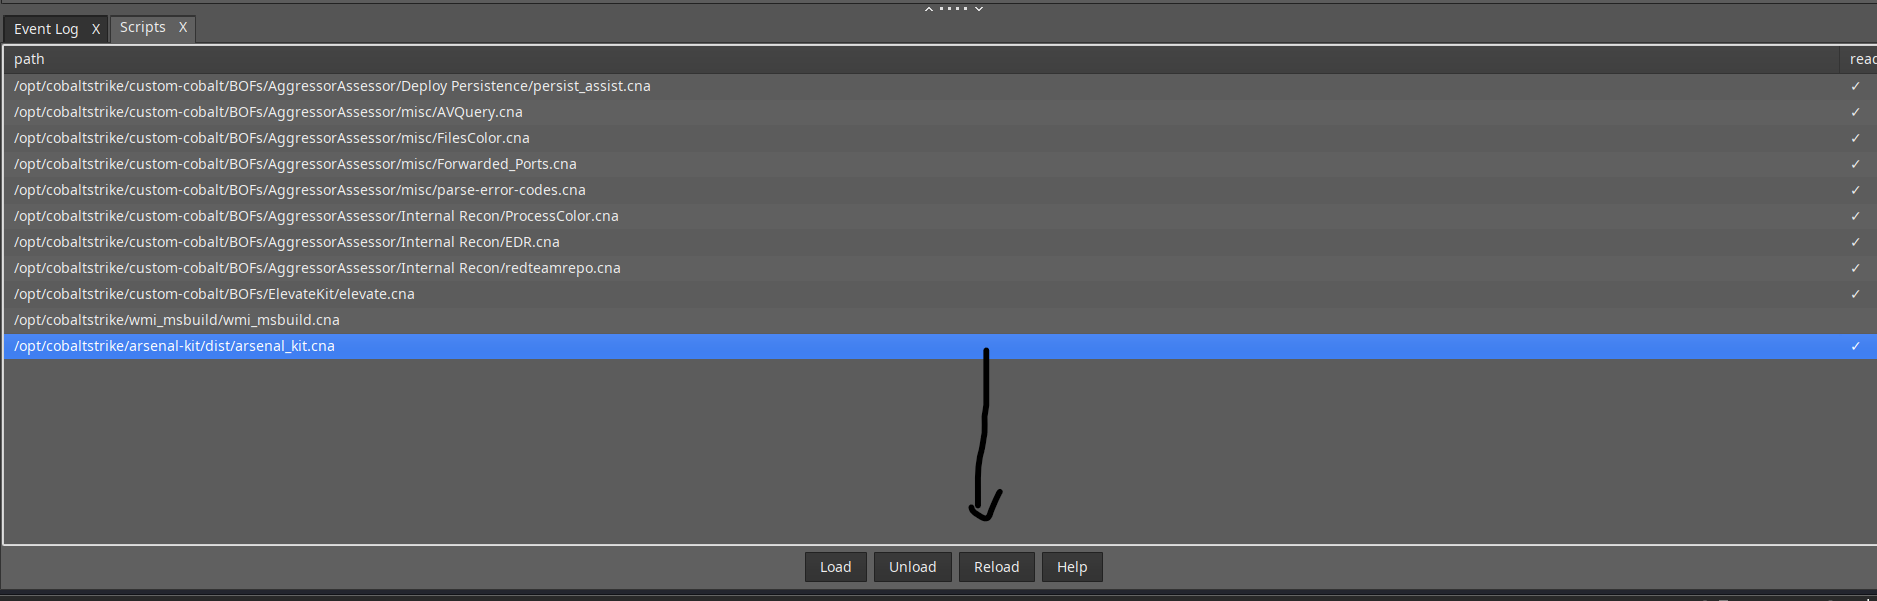 Event Log X Scripts X
path reac
/opt/cobaltstrike/custom-cobalt/BOFs/AggressorAssessor/Deploy Persistence/persist_assist.cna ✓
/opt/cobaltstrike/custom-cobalt/BOFs/AggressorAssessor/misc/AVQuery.cna ✓
/opt/cobaltstrike/custom-cobalt/BOFs/AggressorAssessor/misc/FilesColor.cna ✓
/opt/cobaltstrike/custom-cobalt/BOFs/AggressorAssessor/misc/Forwarded_Ports.cna ✓
/opt/cobaltstrike/custom-cobalt/BOFs/AggressorAssessor/misc/parse-error-codes.cna ✓
/opt/cobaltstrike/custom-cobalt/BOFs/AggressorAssessor/Internal Recon/ProcessColor.cna ✓
/opt/cobaltstrike/custom-cobalt/BOFs/AggressorAssessor/Internal Recon/EDR.cna ✓
/opt/cobaltstrike/custom-cobalt/BOFs/AggressorAssessor/Internal Recon/redteamrepo.cna ✓
/opt/cobaltstrike/custom-cobalt/BOFs/ElevateKit/elevate.cna ✓
/opt/cobaltstrike/wmi_msbuild/wmi_msbuild.cna
/opt/cobaltstrike/arsenal-kit/dist/arsenal_kit.cna ✓
Load Unload Reload Help